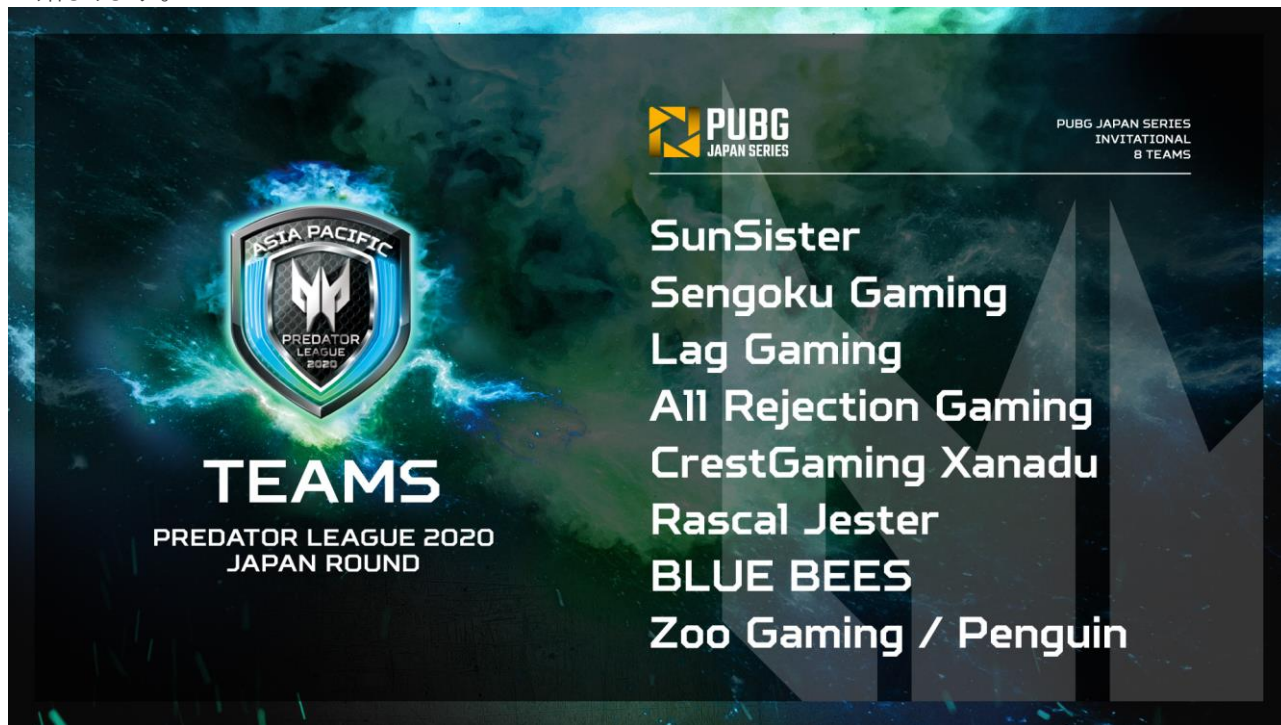 ASIA PACIFIC
PREDATOR
LEAGUE
2020
TEAMS
PREDATOR LEAGUE 2020
JAPAN ROUND
PUBG
JAPAN SERIES
PUBG JAPAN SERIES
INVITATIONAL
8 TEAMS
SunSister
Sengoku Gaming
Lag Gaming
All Rejection Gaming
CrestGaming Xanadu
Rascal Jester
BLUE BEES
Zoo Gaming / Penguin